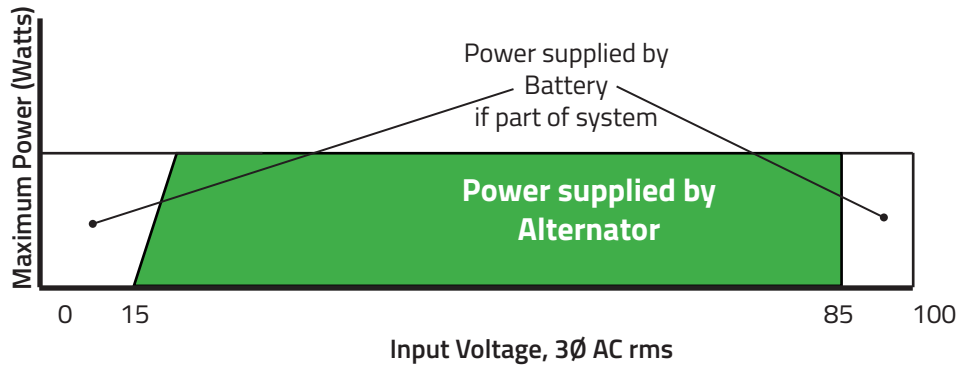 Maximum Power (Watts)
Power supplied by
Battery
if part of system
Power supplied by
Alternator
0 15 85 100
Input Voltage, 3Ø AC rms